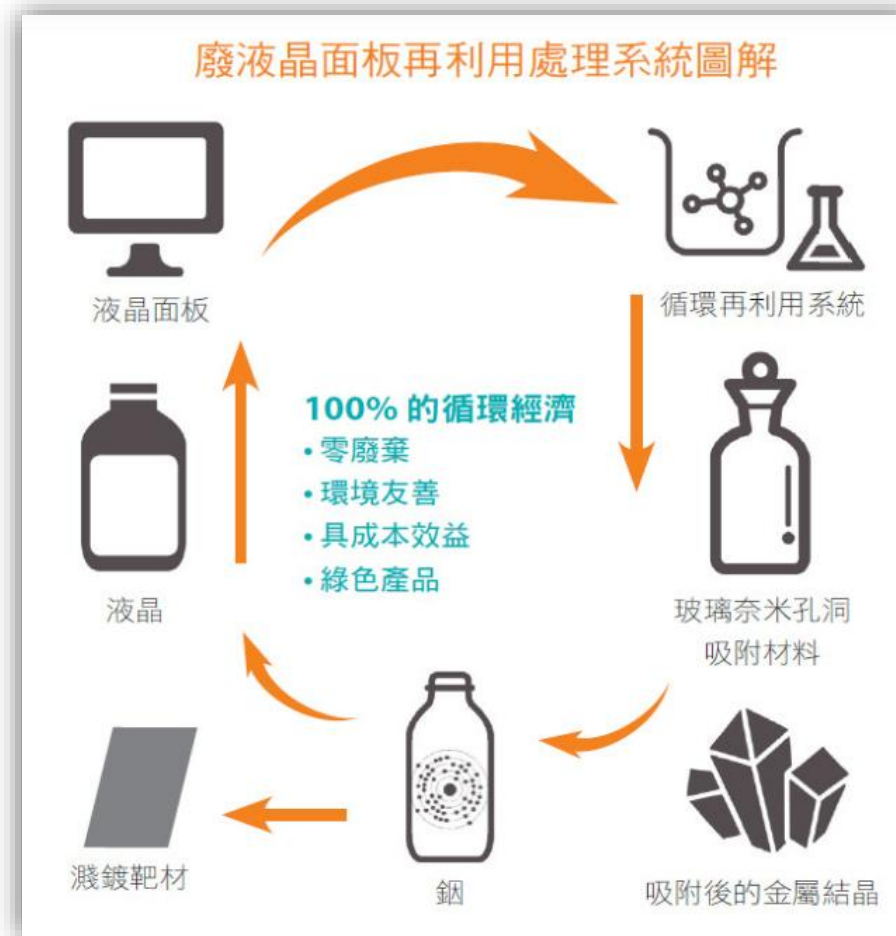 廢液晶面板再利用處理系統圖解
液晶面板
循環再利用系統
100% 的循環經濟
• 零廢棄
• 環境友善
• 具成本效益
• 綠色產品
液晶
玻璃奈米孔洞
吸附材料
濺鍍靶材
銦
吸附後的金屬結晶